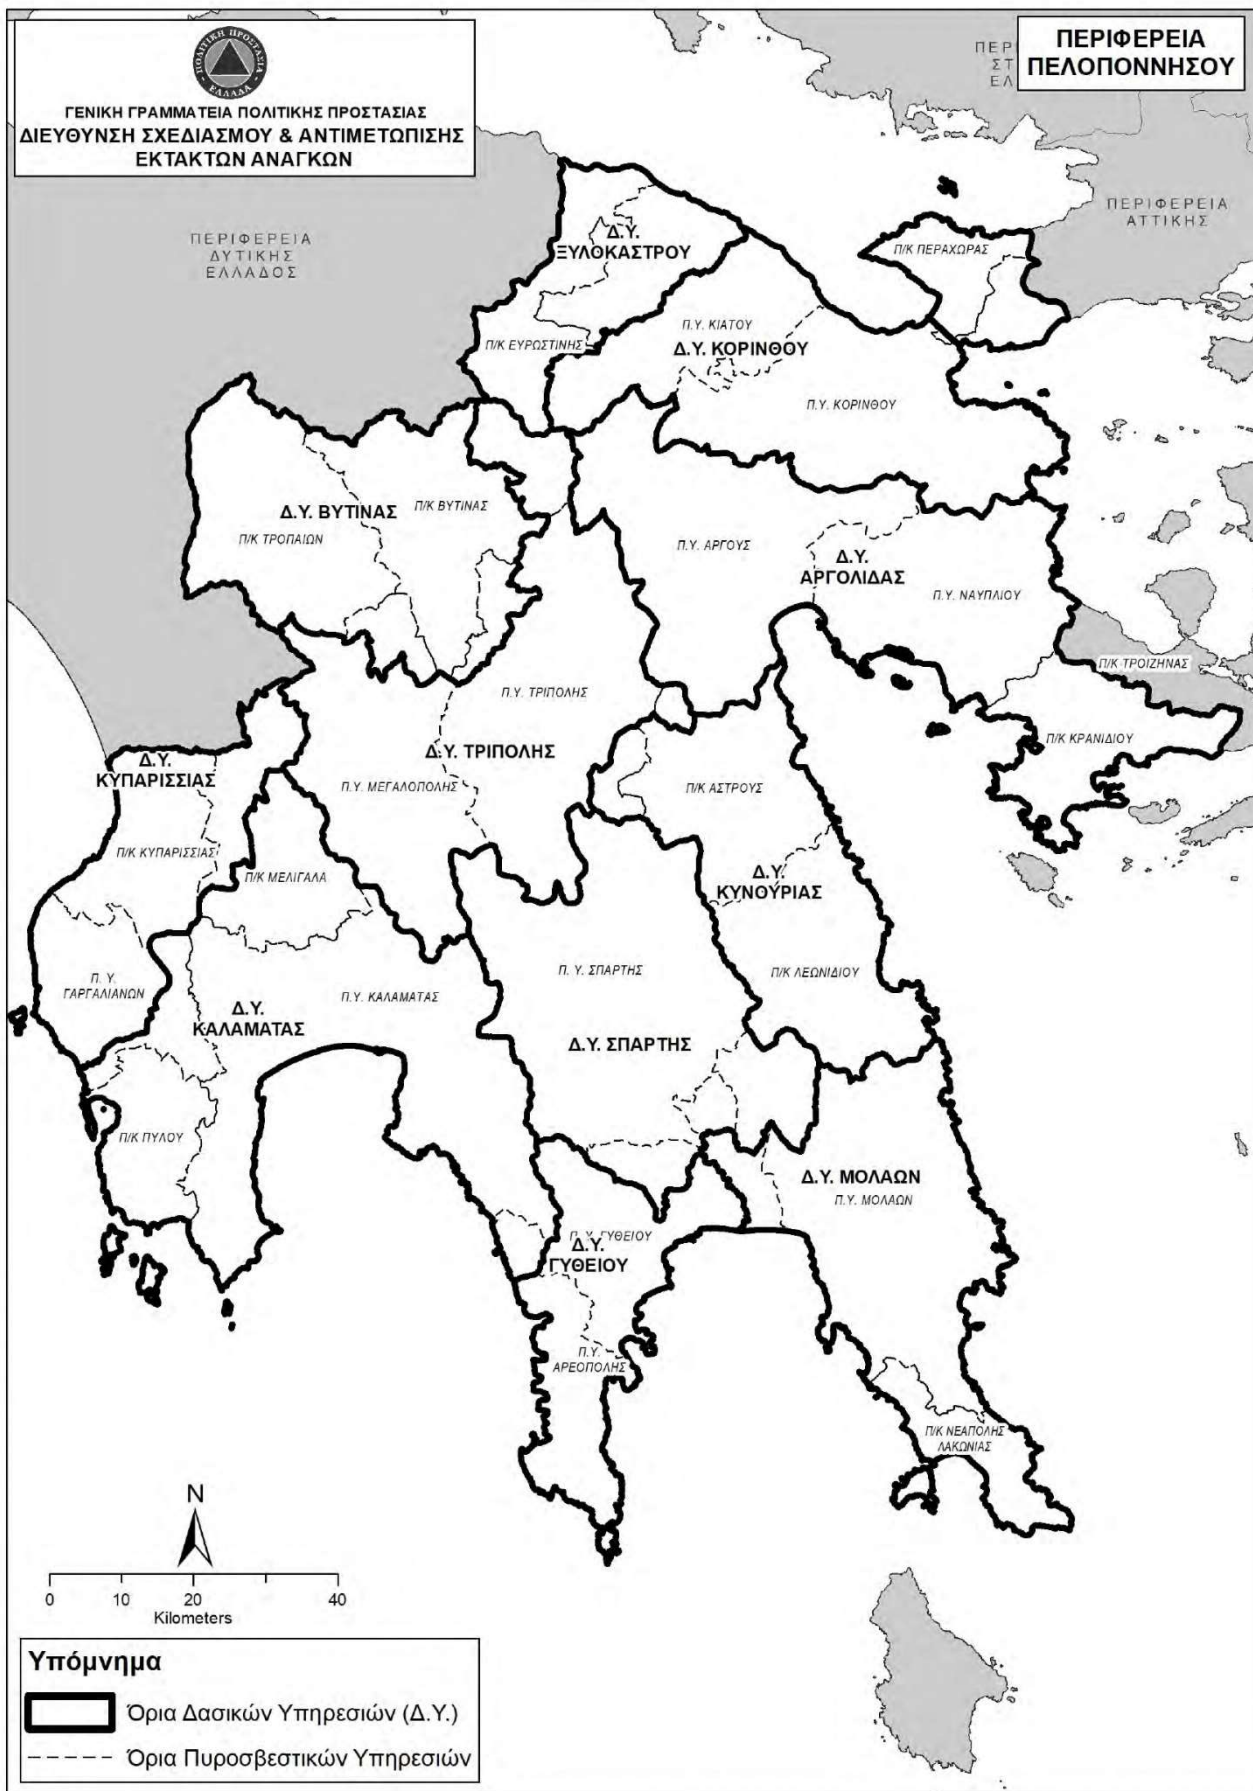 ΠΟΛΙΤΙΚΗ ΠΡΟΣΤΑΣΙΑ
ΕΛΛΑΔΑ
ΓΕΝΙΚΗ ΓΡΑΜΜΑΤΕΙΑ ΠΟΛΙΤΙΚΗΣ ΠΡΟΣΤΑΣΙΑΣ
ΔΙΕΥΘΥΝΣΗ ΣΧΕΔΙΑΣΜΟΥ & ΑΝΤΙΜΕΤΩΠΙΣΗΣ
ΕΚΤΑΚΤΩΝ ΑΝΑΓΚΩΝ
ΠΕΡΙΦΕΡΕΙΑ
ΠΕΛΟΠΟΝΝΗΣΟΥ
ΠΕΡΙΦΕΡΕΙΑ
ΑΤΤΙΚΗΣ
ΠΕΡΙΦΕΡΕΙΑ
ΔΥΤΙΚΗΣ
ΕΛΛΑΔΟΣ
Δ.Υ.
ΞΥΛΟΚΑΣΤΡΟΥ
Π/Κ ΠΕΡΑΧΩΡΑΣ
Π.Υ. ΚΙΑΤΟΥ
Π/Κ ΕΥΡΩΣΤΙΝΗΣ
Δ.Υ. ΚΟΡΙΝΘΟΥ
Π.Υ. ΚΟΡΙΝΘΟΥ
Π/Κ ΒΥΤΙΝΑΣ
Δ.Υ. ΒΥΤΙΝΑΣ
Π/Κ ΤΡΟΠΑΙΩΝ
Π.Υ. ΑΡΓΟΥΣ
Δ.Υ.
ΑΡΓΟΛΙΔΑΣ
Π.Υ. ΝΑΥΠΛΙΟΥ
Π/Κ ΤΡΟΙΖΗΝΑΣ
Π.Υ. ΤΡΙΠΟΛΗΣ
Π/Κ ΚΡΑΝΙΔΙΟΥ
Δ.Υ. ΤΡΙΠΟΛΗΣ
Δ.Υ.
ΚΥΠΑΡΙΣΣΙΑΣ
Π.Υ. ΜΕΓΑΛΟΠΟΛΗΣ
Π/Κ ΑΣΤΡΟΥΣ
Π/Κ ΚΥΠΑΡΙΣΣΙΑΣ
Π/Κ ΜΕΛΙΓΑΛΑ
Δ.Υ.
ΚΥΝΟΥΡΙΑΣ
Π. Υ.
ΓΑΡΓΑΛΙΑΝΩΝ
Π. Υ. ΣΠΑΡΤΗΣ
Π/Κ ΛΕΩΝΙΔΙΟΥ
Π.Υ. ΚΑΛΑΜΑΤΑΣ
Δ.Υ.
ΚΑΛΑΜΑΤΑΣ
Δ.Υ. ΣΠΑΡΤΗΣ
Π/Κ ΠΥΛΟΥ
Δ.Υ. ΜΟΛΑΩΝ
Π.Υ. ΜΟΛΑΩΝ
Π.Υ. ΓΥΘΕΙΟΥ
Δ.Υ.
ΓΥΘΕΙΟΥ
Π.Υ.
ΑΡΕΟΠΟΛΗΣ
Π/Κ ΝΕΑΠΟΛΗΣ
ΛΑΚΩΝΙΑΣ
N
0 10 20 40
Kilometers
Υπόμνημα
Όρια Δασικών Υπηρεσιών (Δ.Υ.)
Όρια Πυροσβεστικών Υπηρεσιών